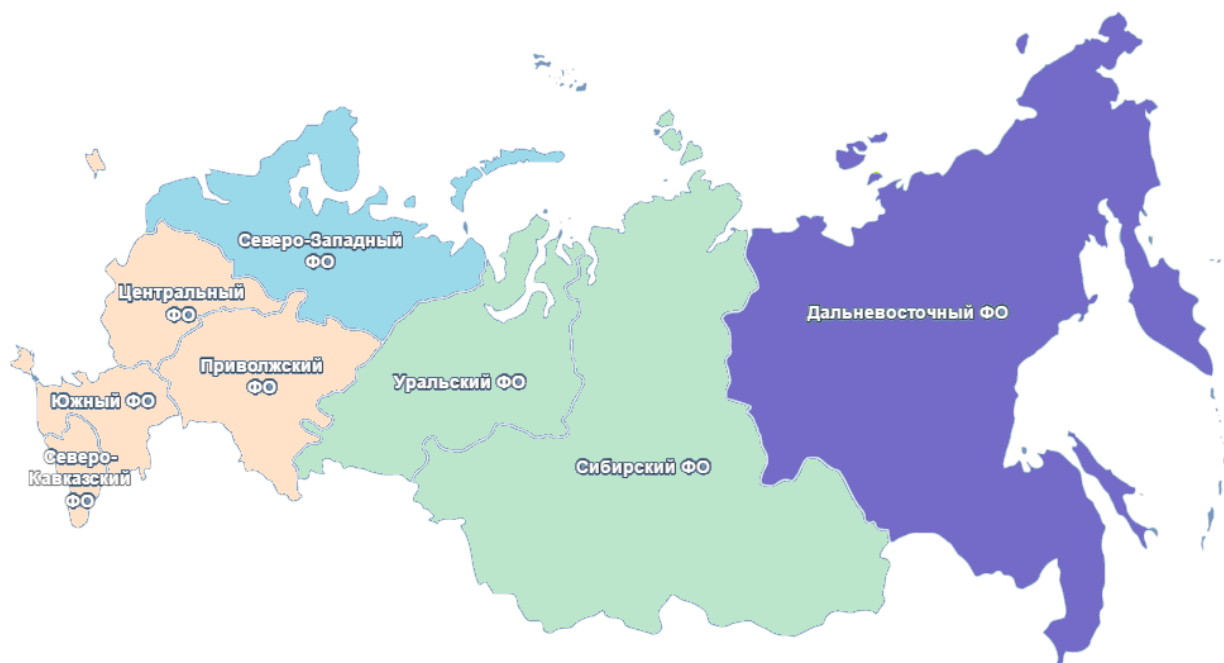 Северо-Западный
ФО
Центральный
ФО
Дальневосточный ФО
Приволжский
ФО
Уральский ФО
Южный ФО
Северо-
Кавказский
ФО
Сибирский ФО